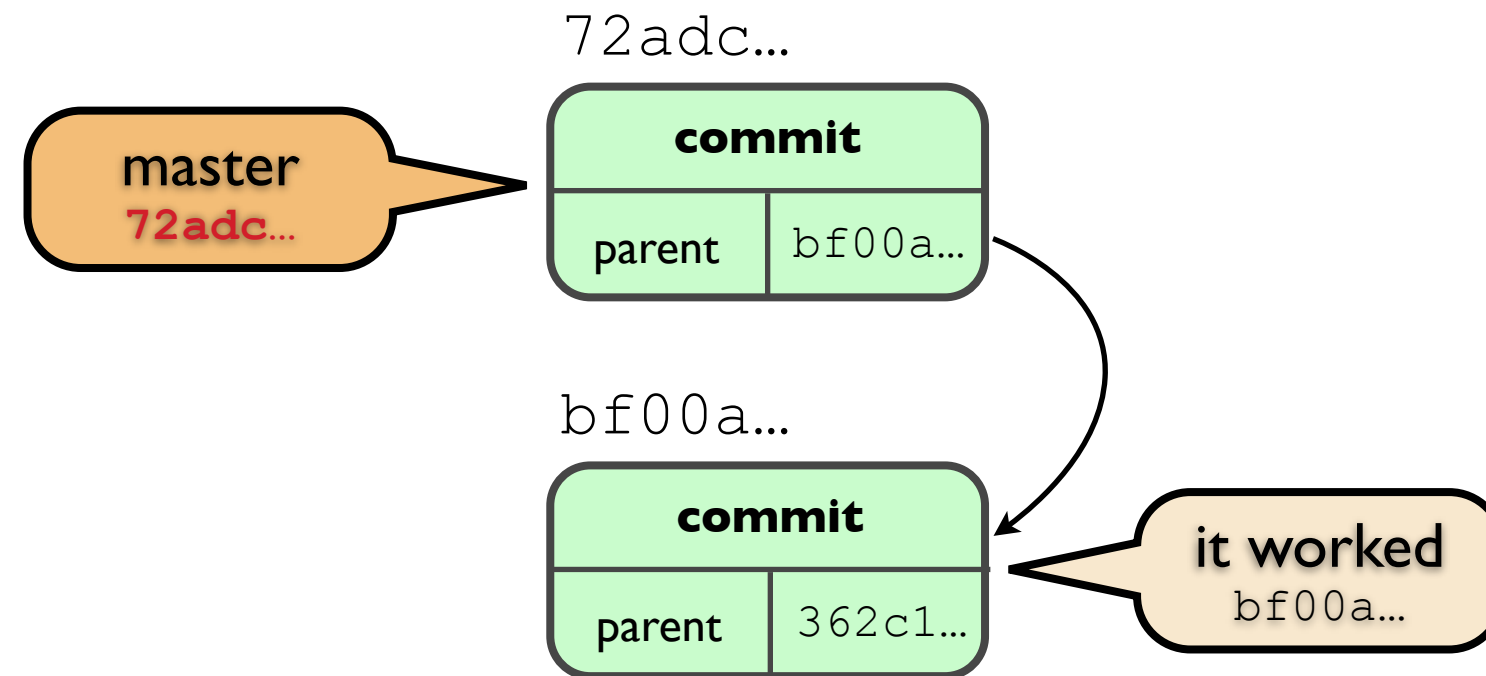 72adc…
commit
master
72adc…
parent bf00a…
bf00a…
commit
it worked
bf00a…
parent 362c1…